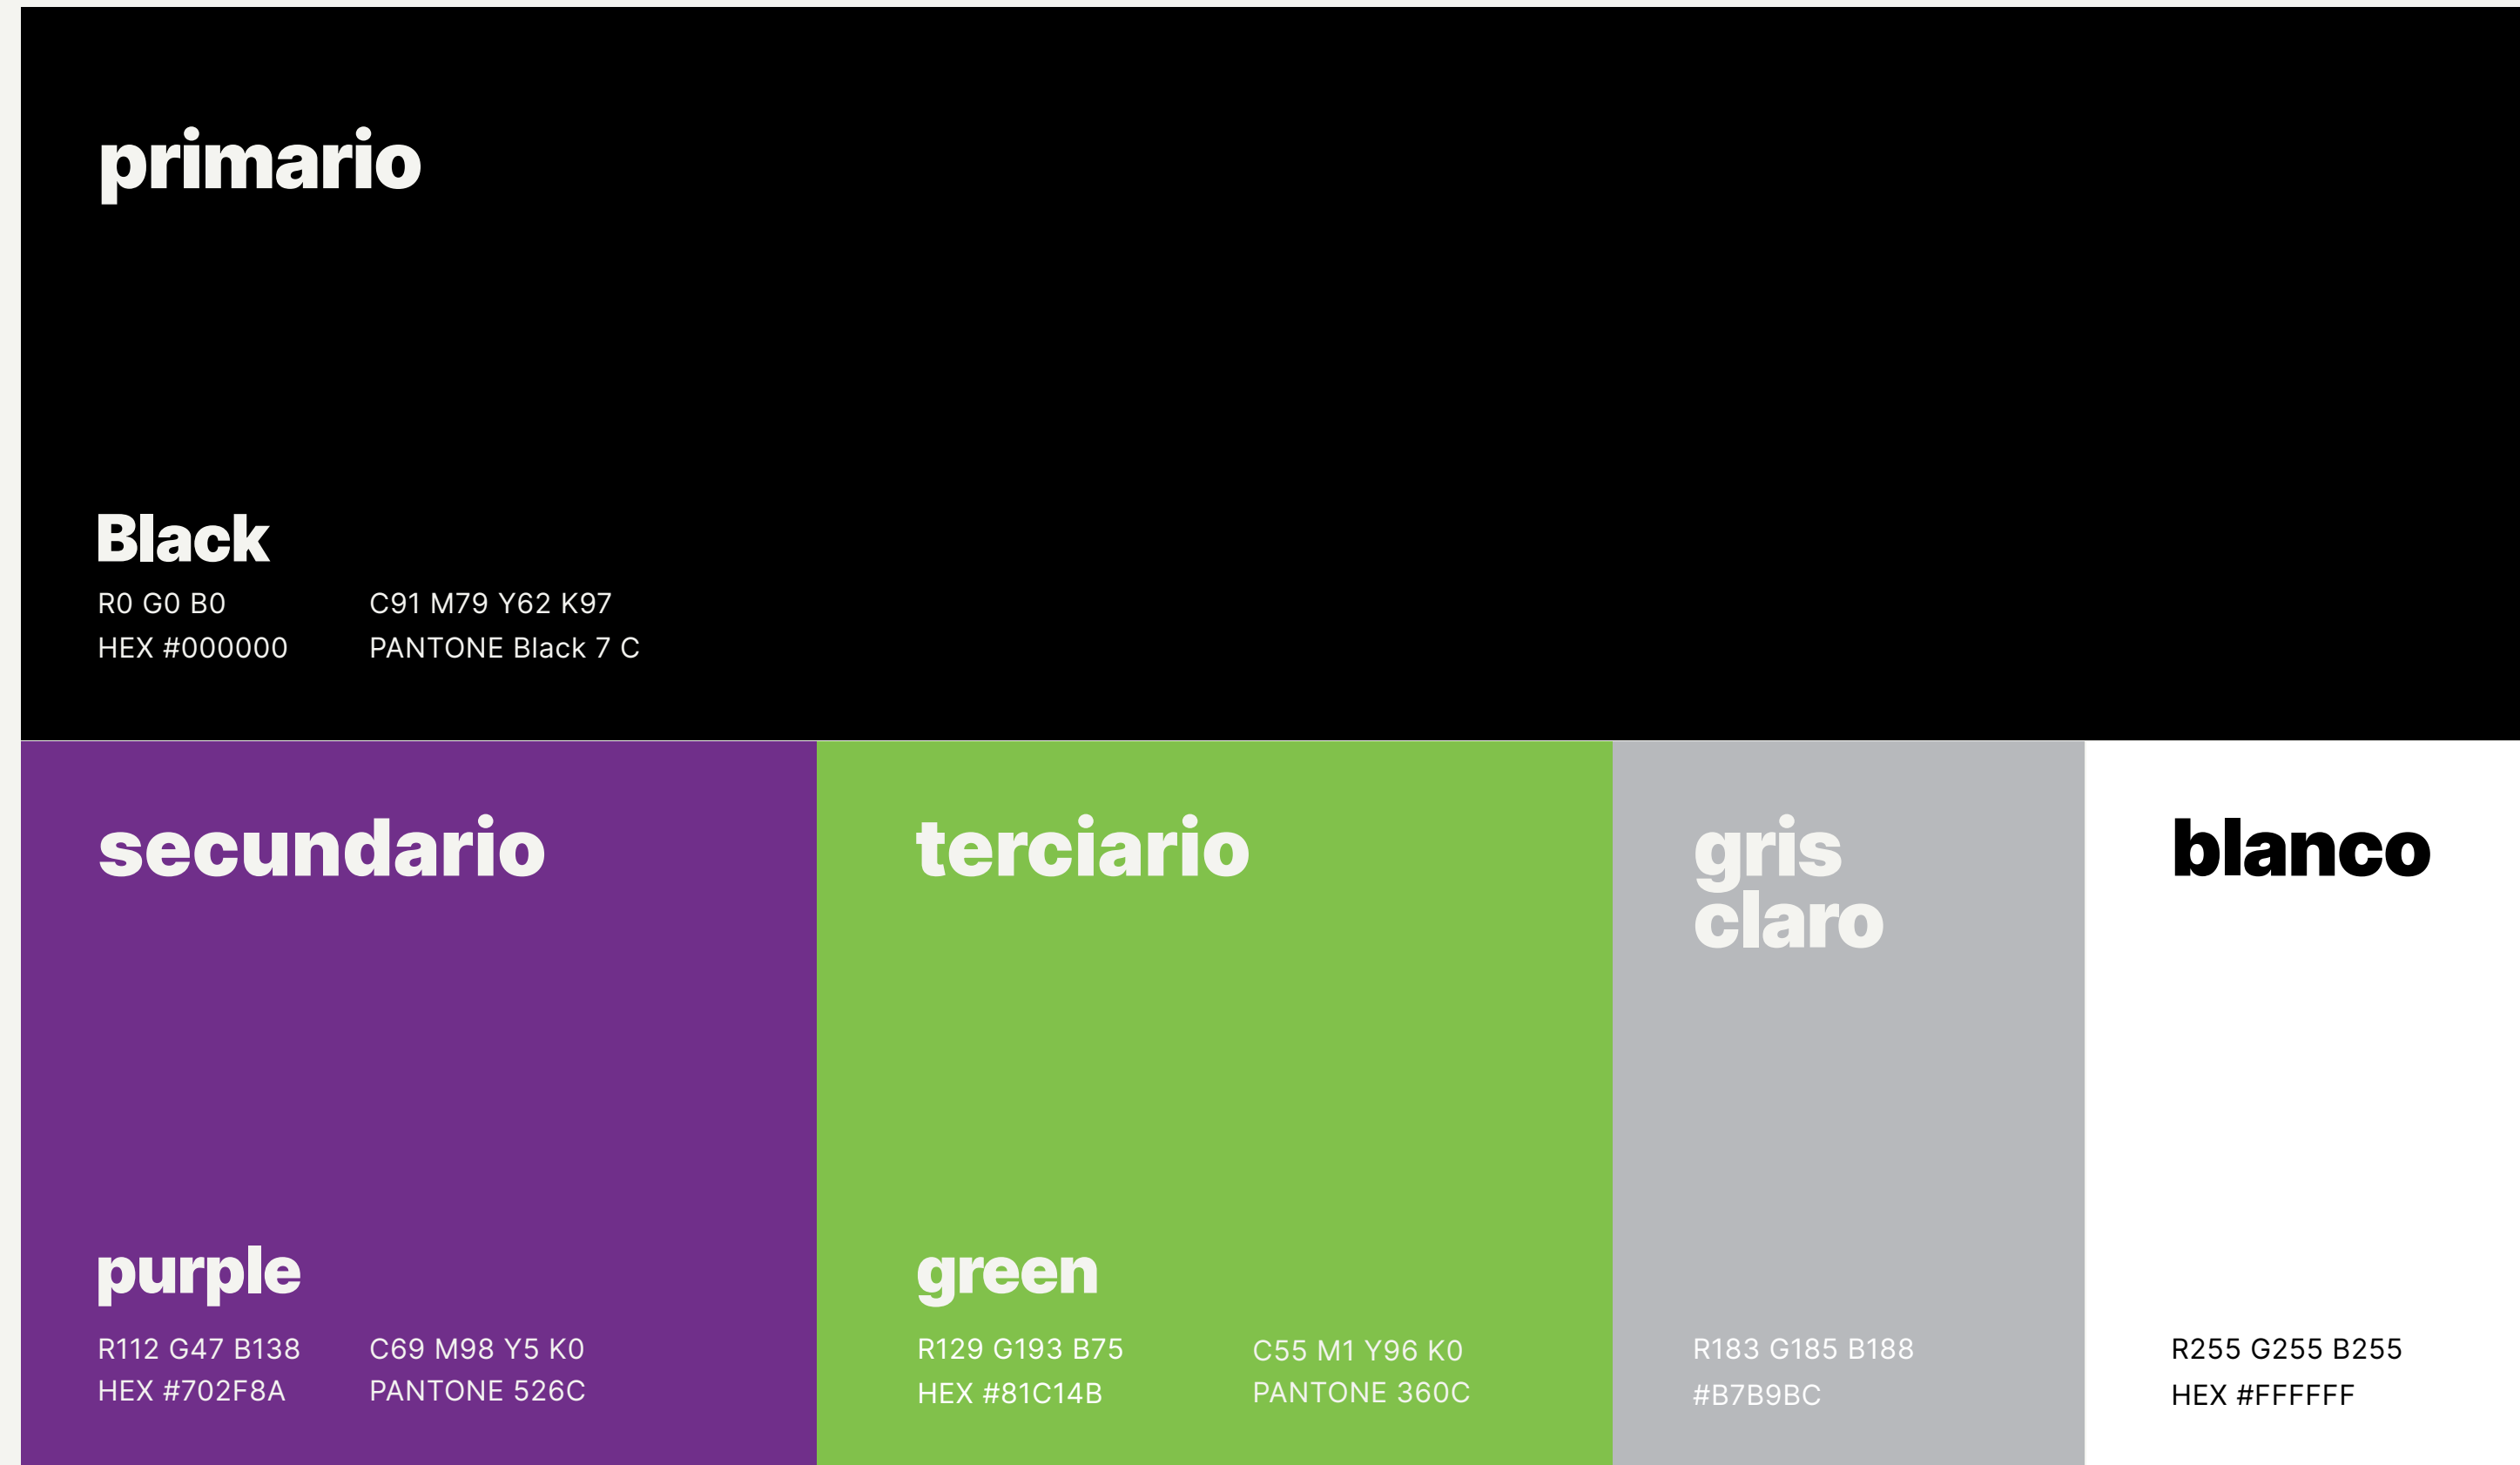 primario
Black
R0 G0 B0
HEX #000000
C91 M79 Y62 K97
PANTONE Black 7 C
secundario
purple
R112 G47 B138
HEX #702F8A
C69 M98 Y5 K0
PANTONE 526C
terciario
green
R129 G193 B75
HEX #81C14B
C55 M1 Y96 K0
PANTONE 360C
gris
claro
R183 G185 B188
#B7B9BC
blanco
R255 G255 B255
HEX #FFFFFF